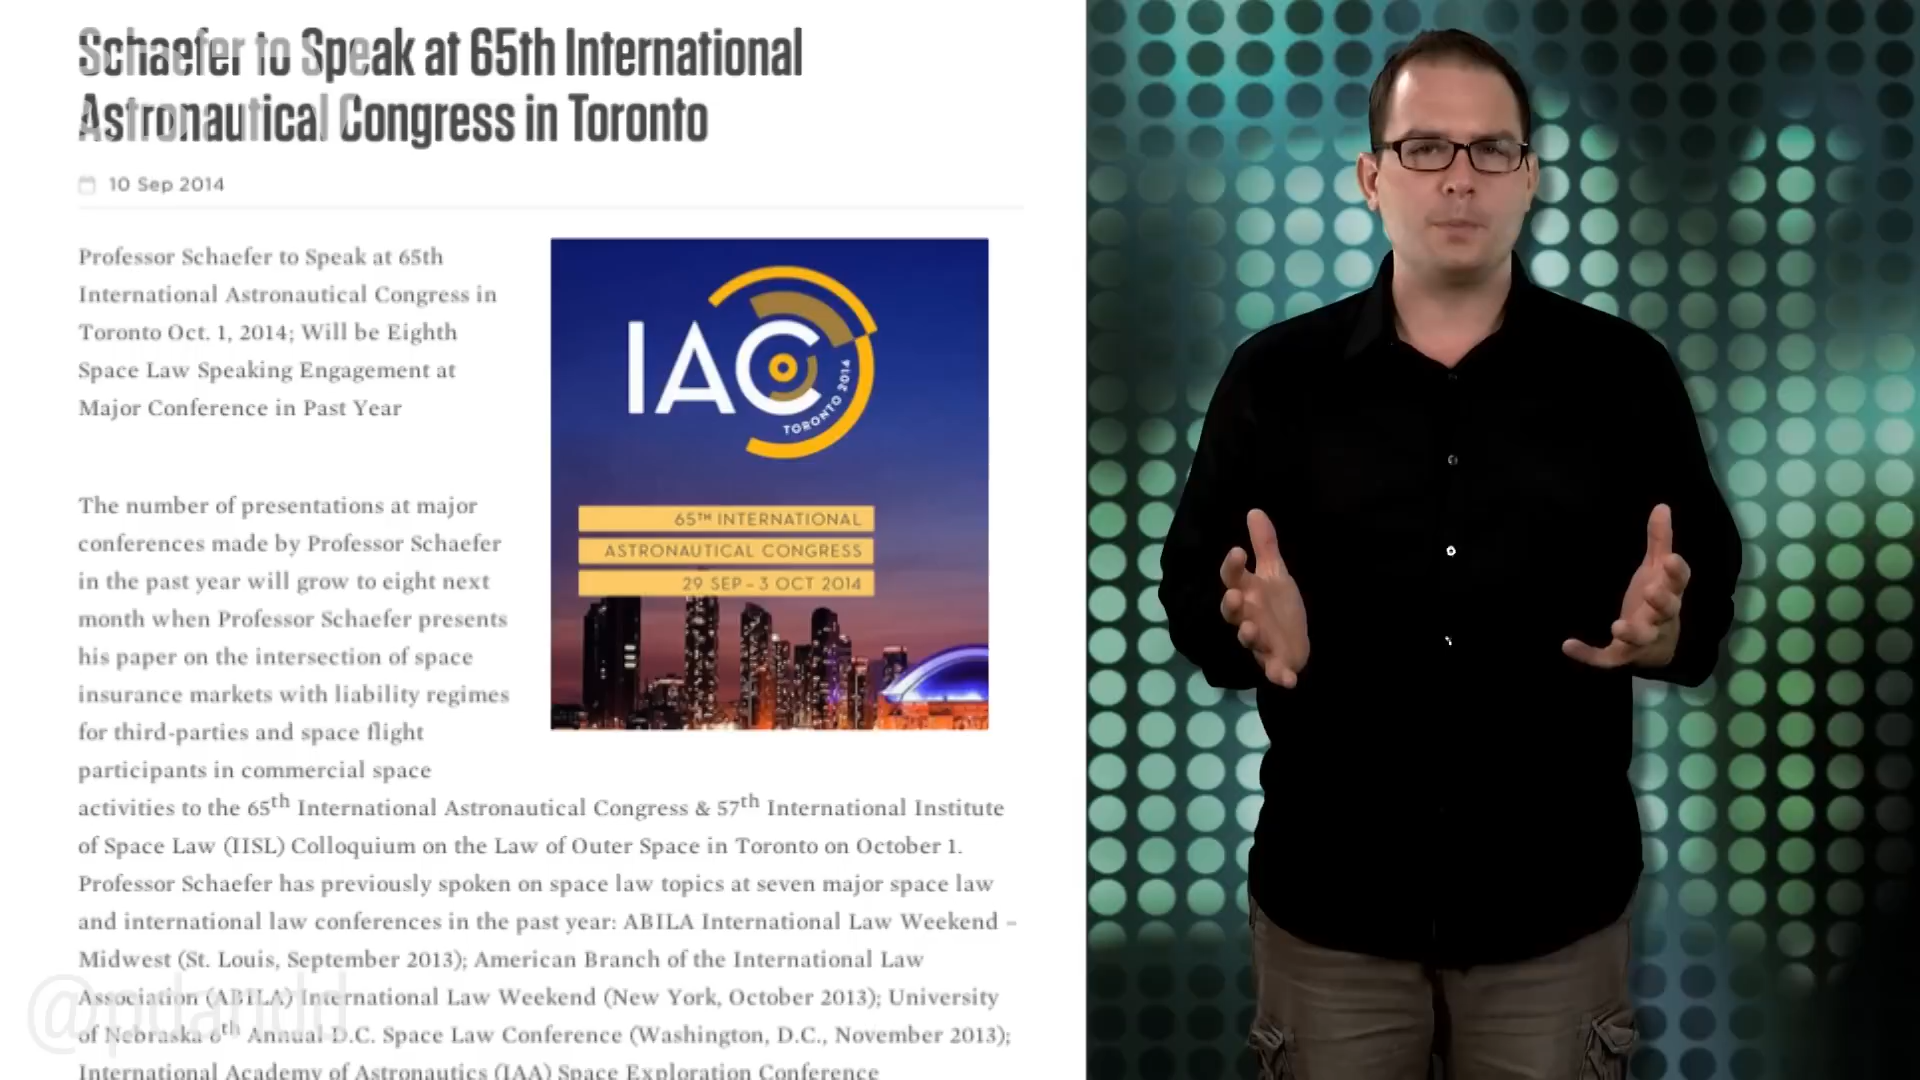 Schaefer to Speak at 65th International
Astronautical Congress in Toronto
10 Sep 2014
Professor Schaefer to Speak at 65th
International Astronautical Congress in
Toronto Oct. 1, 2014; Will be Eighth
Space Law Speaking Engagement at
Major Conference in Past Year
IAC
TORONTO 2014
65TH INTERNATIONAL
ASTRONAUTICAL CONGRESS
29 SEP - 3 OCT 2014
The number of presentations at major
conferences made by Professor Schaefer
in the past year will grow to eight next
month when Professor Schaefer presents
his paper on the intersection of space
insurance markets with liability regimes
for third-parties and space flight
participants in commercial space
activities to the 65th International Astronautical Congress & 57th International Institute
of Space Law (IISL) Colloquium on the Law of Outer Space in Toronto on October 1.
Professor Schaefer has previously spoken on space law topics at seven major space law
and international law conferences in the past year: ABILA International Law Weekend –
Midwest (St. Louis, September 2013); American Branch of the International Law
Association (ABILA) International Law Weekend (New York, October 2013); University
of Nebraska 6th Annual D.C. Space Law Conference (Washington, D.C., November 2013);
International Academy of Astronautics (IAA) Space Exploration Conference
@pdandd